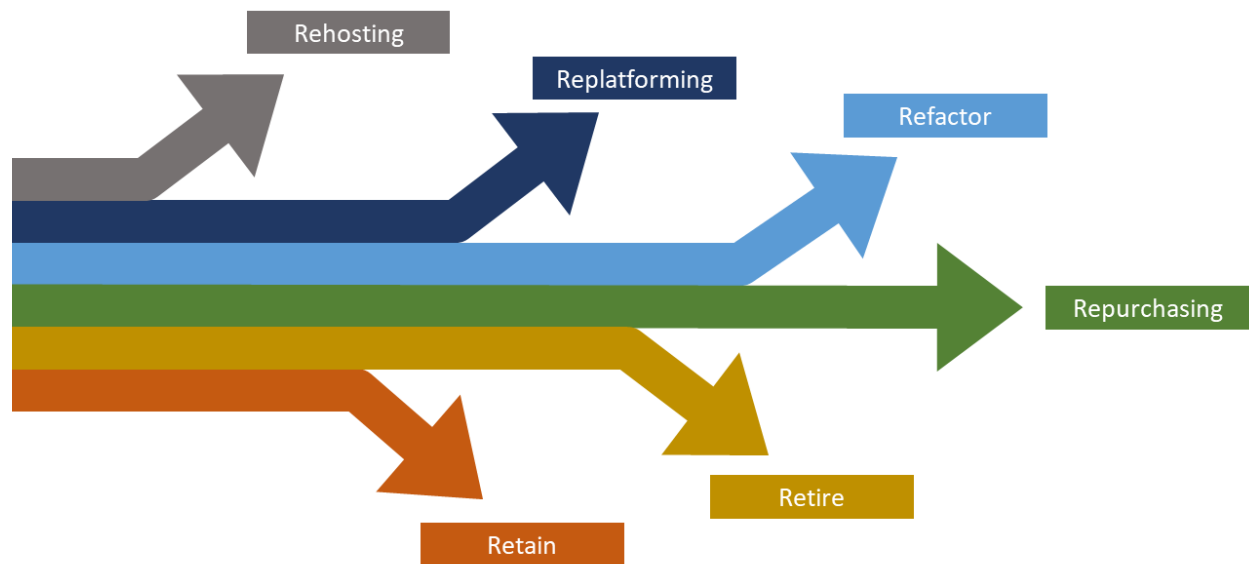 Rehosting
Replatforming
Refactor
Repurchasing
Retire
Retain